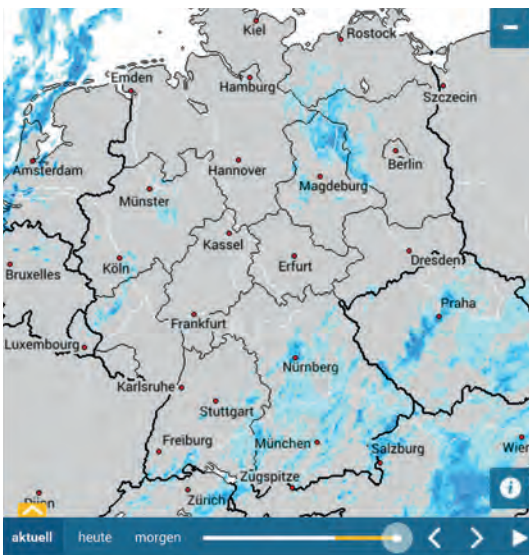 Kiel
Rostock
Emden
Hamburg
Szczecin
Amsterdam
Hannover
Berlin
Magdeburg
Münster
Kassel
Bruxelles
Köln
Erfurt
Dresden
Praha
Frankfurt
Luxembourg
Nürnberg
Karlsruhe
Stuttgart
Freiburg
München
Salzburg
Wien
Zugspitze
Zürich
Dijon
aktuell heute morgen